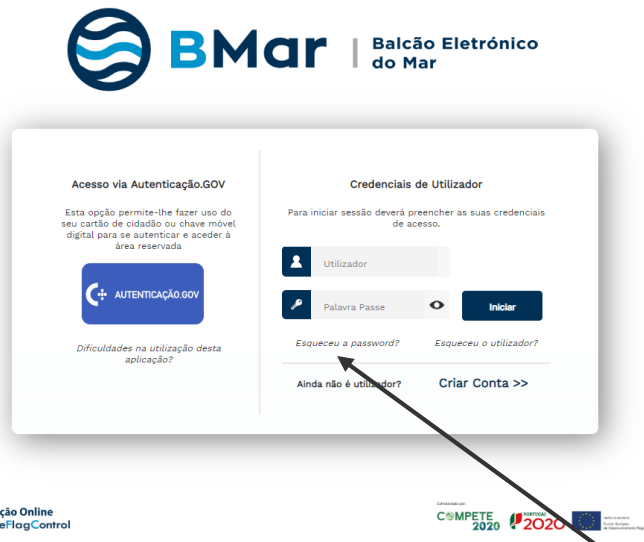 BMar | Balcão Eletrónico
do Mar
Acesso via Autenticação.GOV
Esta opção permite-lhe fazer uso do
seu cartão de cidadão ou chave móvel
digital para se autenticar e aceder à
área reservada
AUTENTICAÇÃO.GOV
Dificuldades na utilização desta
aplicação?
Credenciais de Utilizador
Para iniciar sessão deverá preencher as suas credenciais
de acesso.
Utilizador
Palavra Passe
Iniciar
Esqueceu a password?
Esqueceu o utilizador?
Ainda não é utilizador?
Criar Conta >>
ção Online
eFlagControl
Cofinanciado por:
COMPETE
2020
PORTUGAL
2020